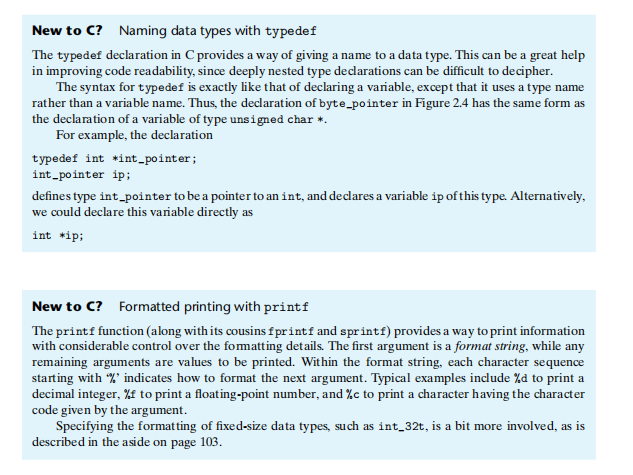 New to C? Naming data types with typedef
The typedef declaration in C provides a way of giving a name to a data type. This can be a great help
in improving code readability, since deeply nested type declarations can be difficult to decipher.
The syntax for typedef is exactly like that of declaring a variable, except that it uses a type name
rather than a variable name. Thus, the declaration of byte_pointer in Figure 2.4 has the same form as
the declaration of a variable of type unsigned char *.
For example, the declaration
typedef int *int_pointer;
int_pointer ip;
defines type int_pointer to be a pointer to an int, and declares a variable ip of this type. Alternatively,
we could declare this variable directly as
int *ip;
New to C? Formatted printing with printf
The printf function (along with its cousins fprintf and sprintf) provides a way to print information
with considerable control over the formatting details. The first argument is a format string, while any
remaining arguments are values to be printed. Within the format string, each character sequence
starting with ‘%’ indicates how to format the next argument. Typical examples include %d to print a
decimal integer, %f to print a floating-point number, and %c to print a character having the character
code given by the argument.
Specifying the formatting of fixed-size data types, such as int_32t, is a bit more involved, as is
described in the aside on page 103.